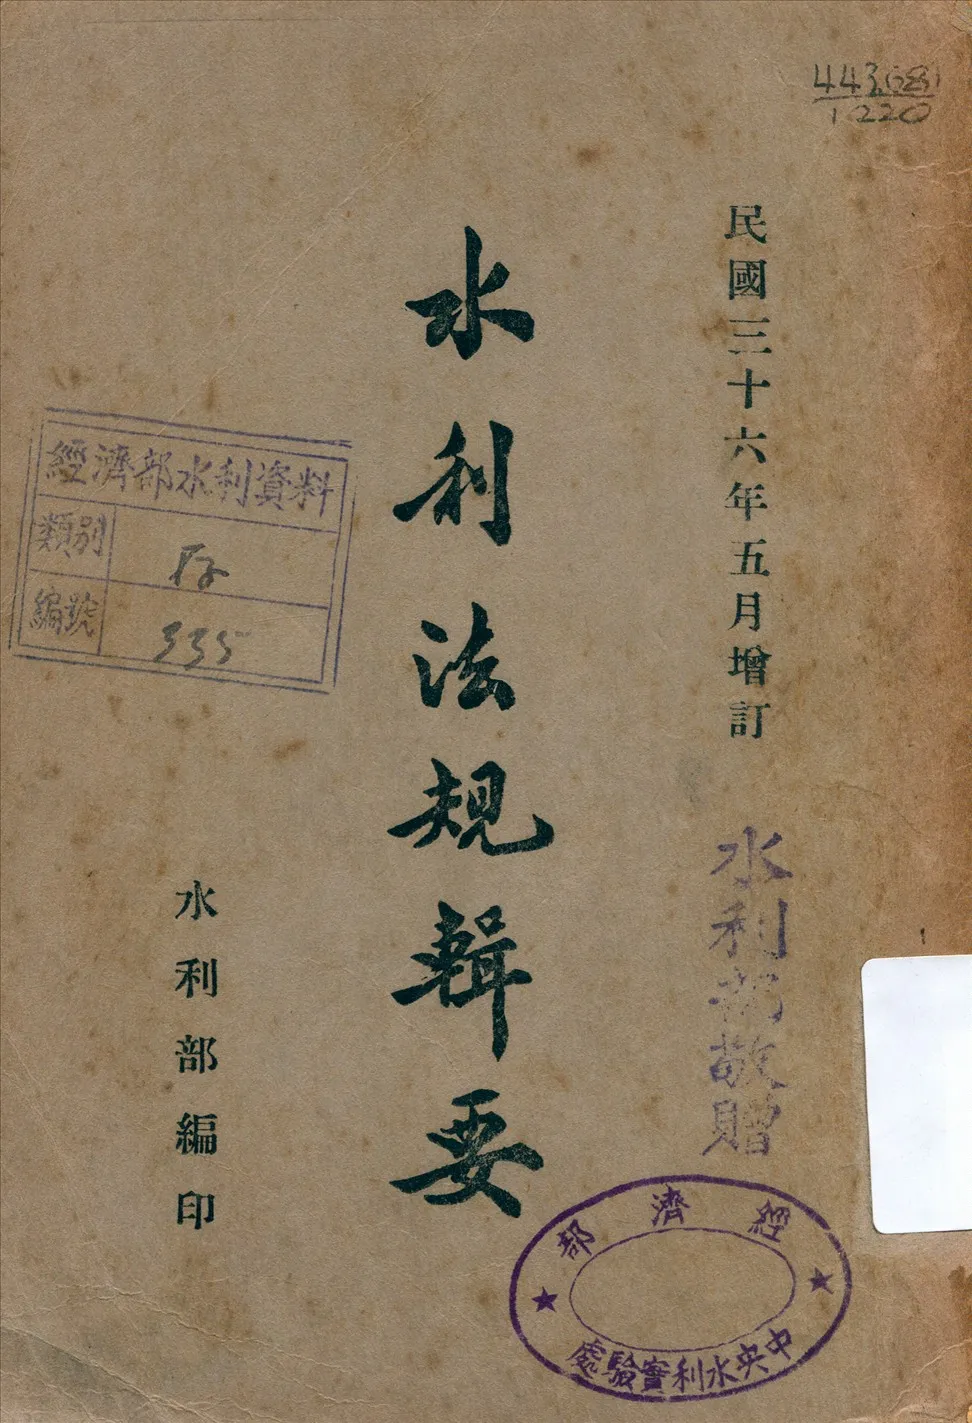 民國三十六年五月增訂
水利法規輯要
水利部編印
水利部敬贈
經濟部水利資料
類別
編號
335
經濟部
中央水利實驗處
1220